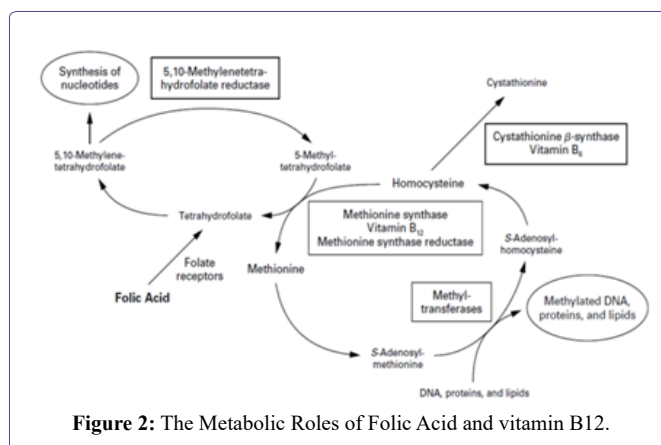 Synthesis of
nucleotides
5,10-Methylenetetra-
hydrofolate reductase
Cystathionine
Cystathionine β-synthase
Vitamin B6
5,10-Methylene-
tetrahydrofolate
5-Methyl-
tetrahydrofolate
Homocysteine
Tetrahydrofolate
Methionine synthase
Vitamin B12
Methionine synthase reductase
S-Adenosyl-
homocysteine
Folate
receptors
Folic Acid
Methionine
Methyl-
transferases
Methylated DNA,
proteins, and lipids
S-Adenosyl-
methionine
DNA, proteins, and lipids
Figure 2: The Metabolic Roles of Folic Acid and vitamin B12.